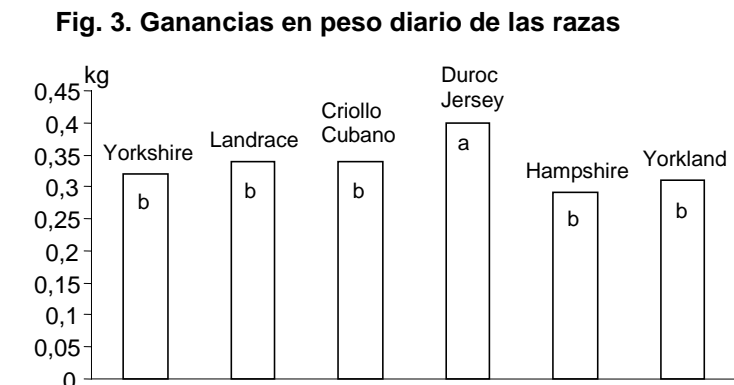 Fig. 3. Ganancias en peso diario de las razas
kg
0,45
0,4
0,35
0,3
0,25
0,2
0,15
0,1
0,05
0
Yorkshire
Landrace
Criollo
Cubano
Duroc
Jersey
Hampshire
Yorkland
b
b
b
a
b
b